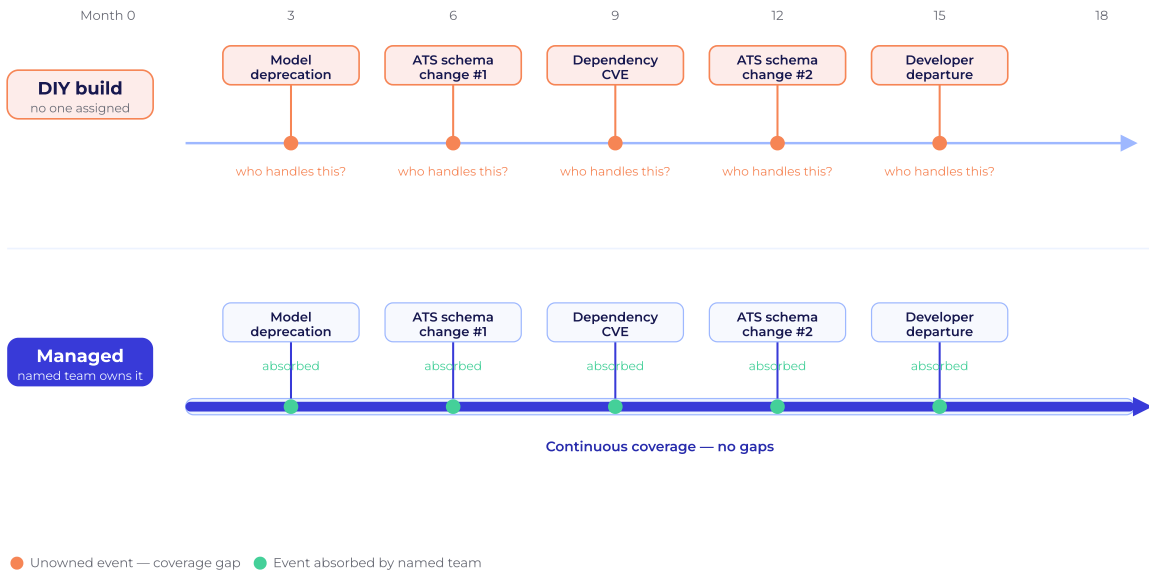 Month 0 3 6 9 12 15 18
Model deprecation
ATS schema change #1
Dependency CVE
ATS schema change #2
Developer departure
DIY build
no one assigned
who handles this? who handles this? who handles this? who handles this? who handles this?
Model deprecation
ATS schema change #1
Dependency CVE
ATS schema change #2
Developer departure
Managed
named team owns it
absorbed absorbed absorbed absorbed absorbed
Continuous coverage — no gaps
Unowned event — coverage gap
Event absorbed by named team